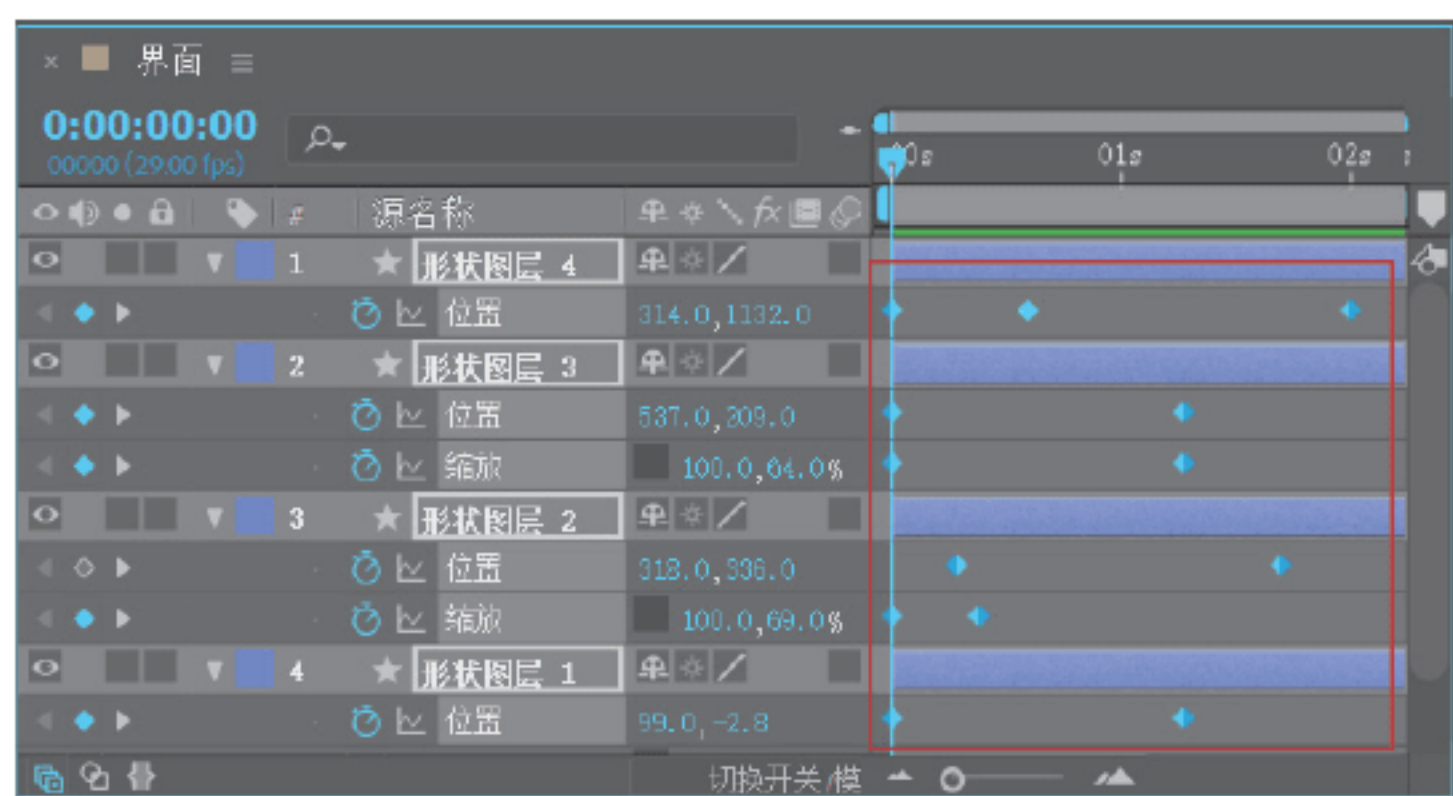 界面
0:00:00:00
00000 (29.00 fps)
00s 01s 02s
# 源名称 fx
1 形状图层 4
位置 314.0,1132.0
2 形状图层 3
位置 537.0,209.0
缩放 100.0,64.0%
3 形状图层 2
位置 318.0,336.0
缩放 100.0,69.0%
4 形状图层 1
位置 99.0,-2.8
切换开关/模